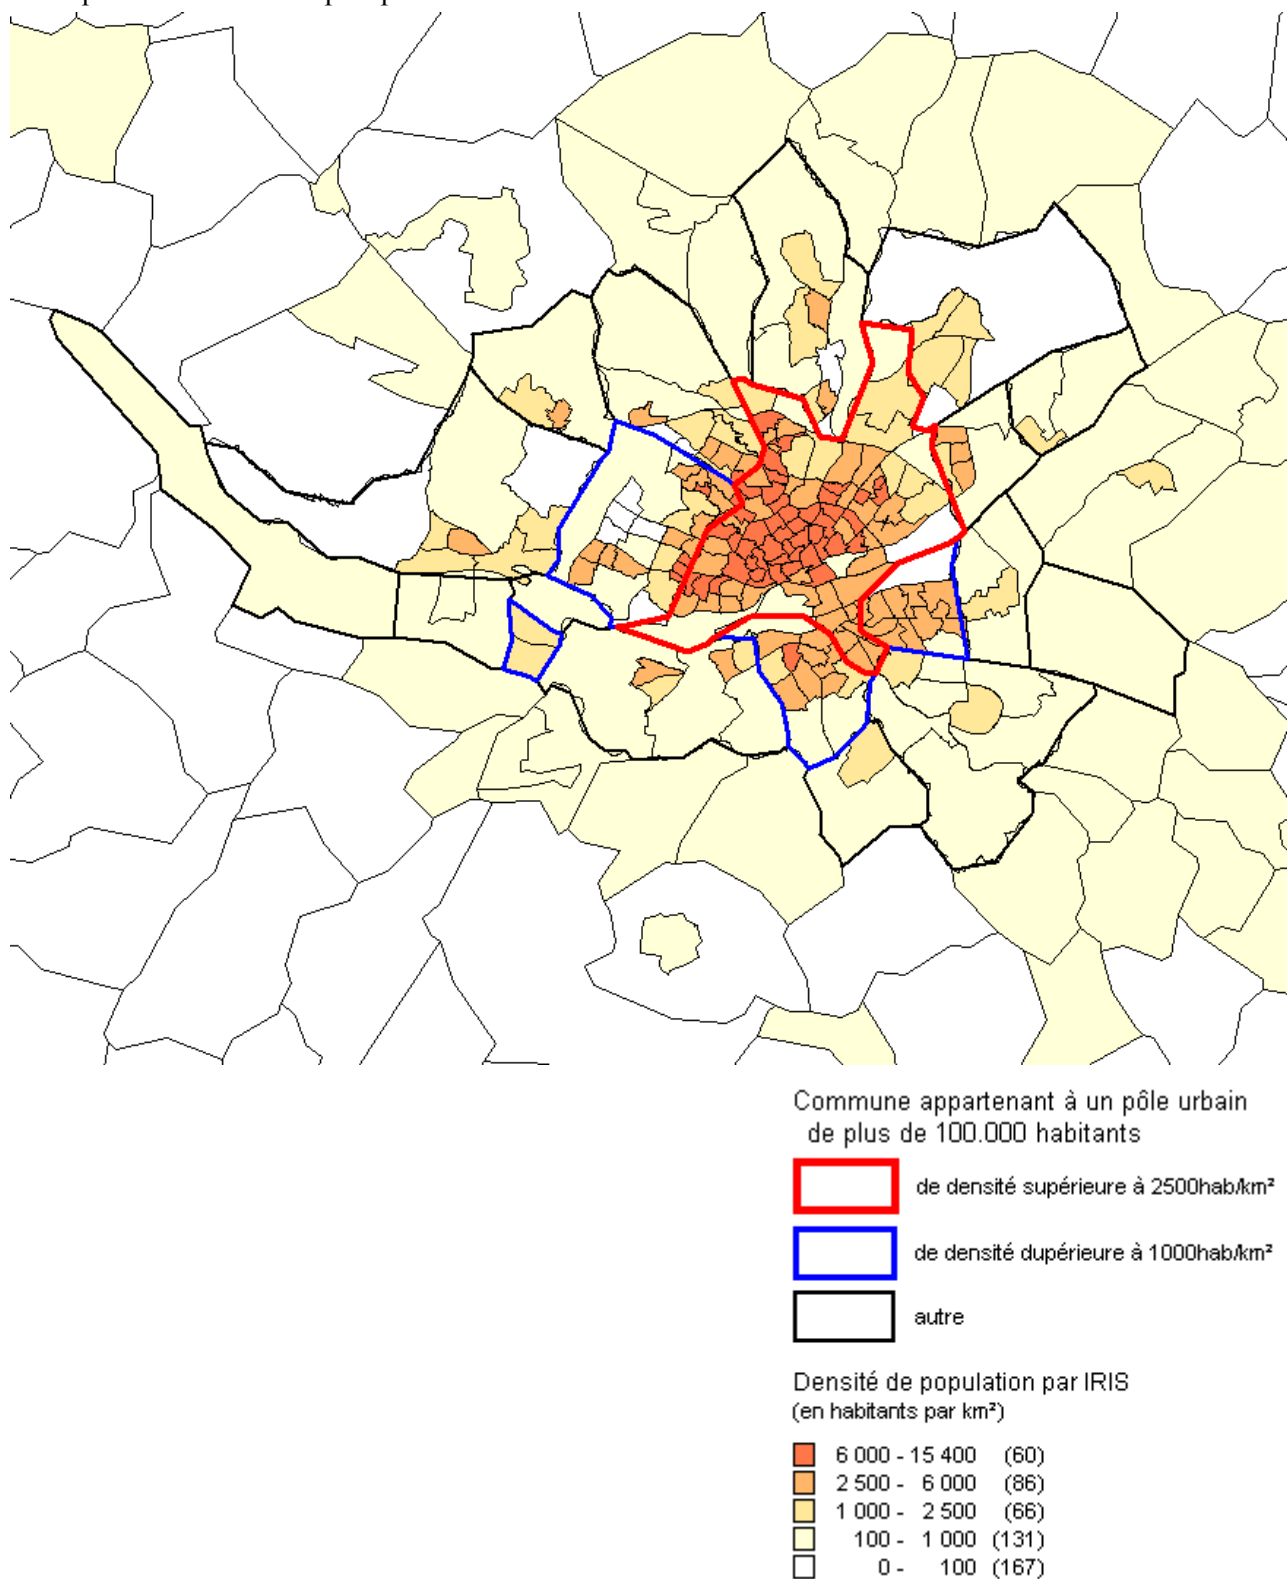 Commune appartenant à un pôle urbain
de plus de 100.000 habitants
de densité supérieure à 2500hab/km²
de densité dupérieure à 1000hab/km²
autre
Densité de population par IRIS
(en habitants par km²)
6 000 - 15 400 (60)
2 500 - 6 000 (86)
1 000 - 2 500 (66)
100 - 1 000 (131)
0 - 100 (167)